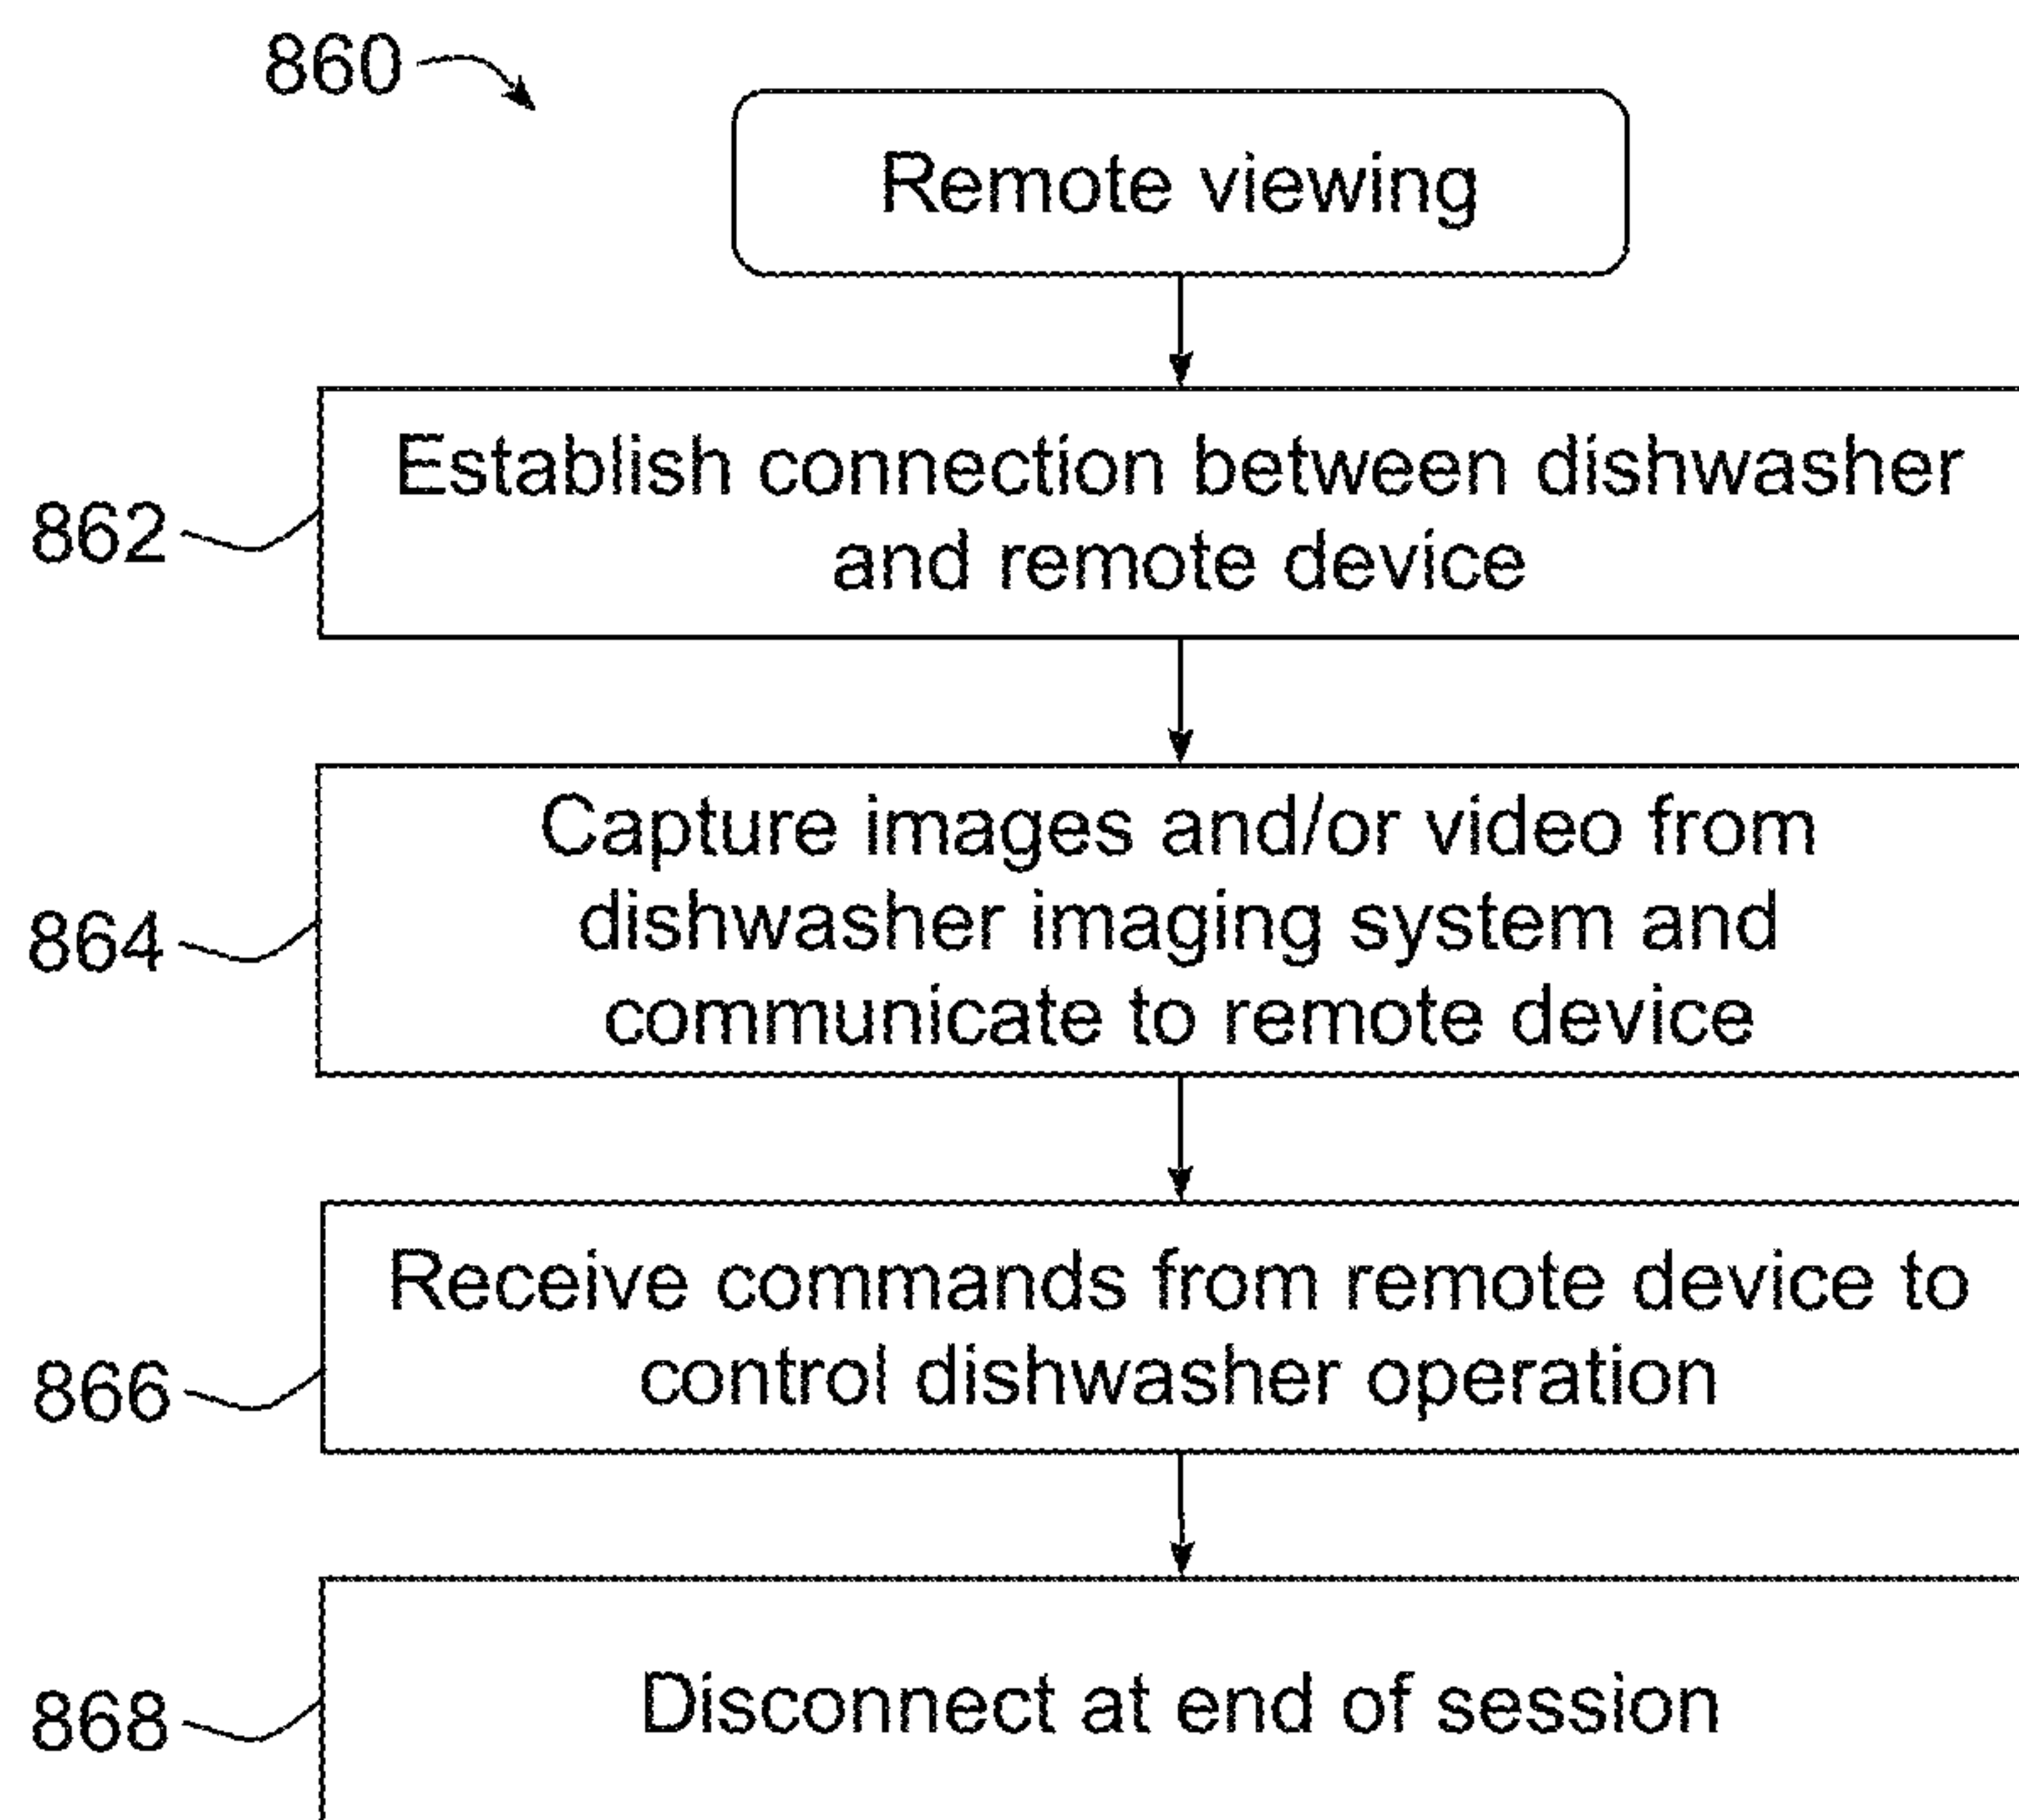 860
Remote viewing
Establish connection between dishwasher
and remote device
862
Capture images and/or video from
dishwasher imaging system and
communicate to remote device
864
Receive commands from remote device to
control dishwasher operation
866
Disconnect at end of session
868